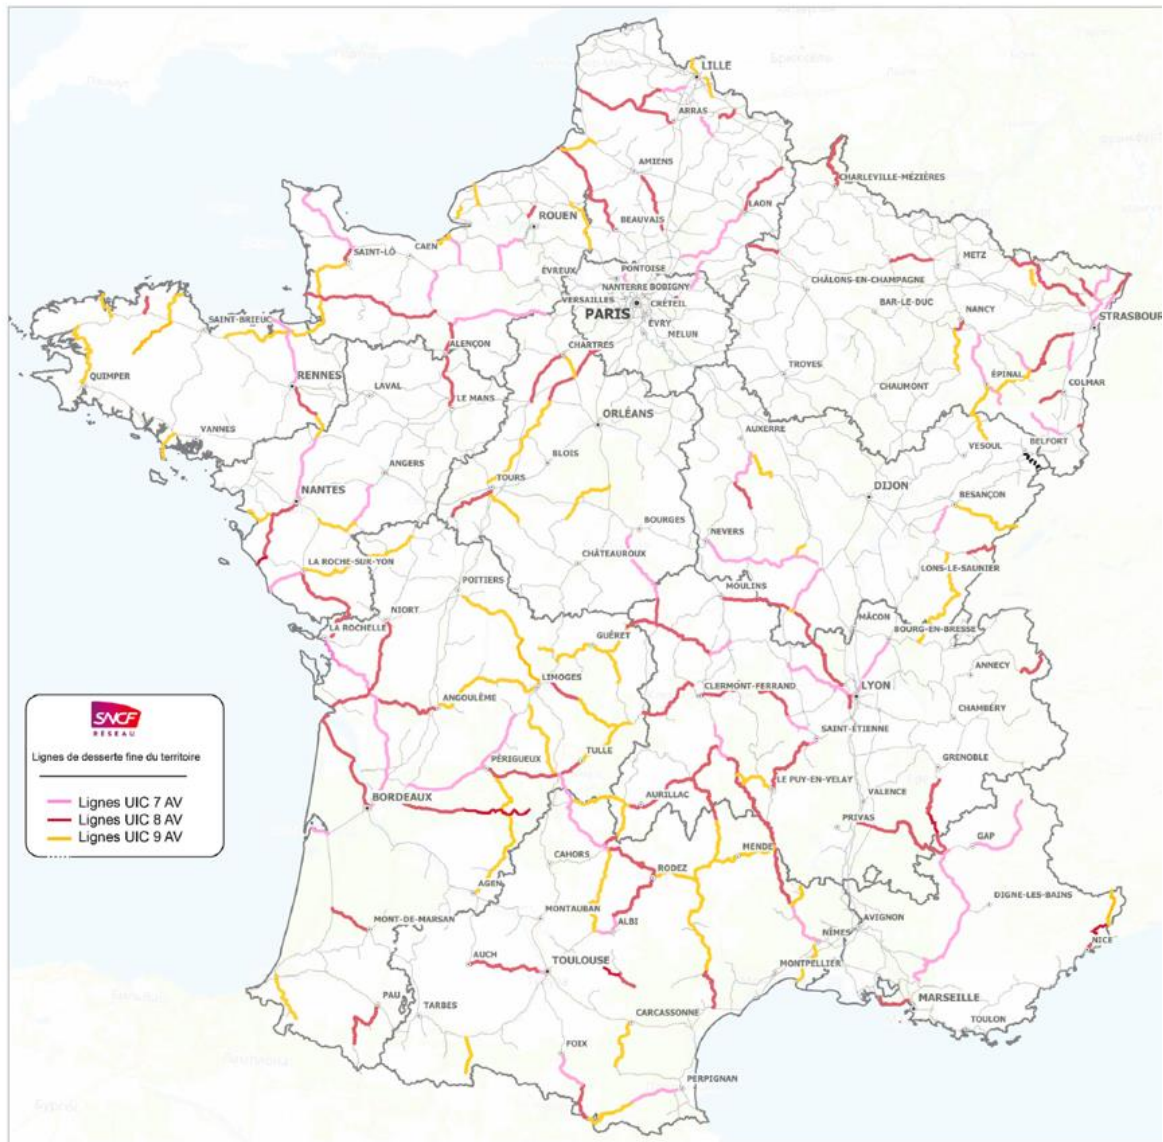 LILLE
ARRAS
AMIENS
CHARLEVILLE-MÉZIÈRES
ROUEN
BEAUVAIS
LAON
SAINT-LÔ
CAEN
METZ
ÉVREUX
PONTOISE
NANTERRE BOBIGNY
CHÂLONS-EN-CHAMPAGNE
VERSAILLES
CRÉTEIL
BAR-LE-DUC
PARIS
NANCY
SAINT-BRIEUC
ÉVRY
STRASBOUR
MELUN
ALENÇON
CHARTRES
TROYES
QUIMPER
RENNES
LAVAL
ÉPINAL
CHAUMONT
COLMAR
LE MANS
ORLÉANS
VANNES
AUXERRE
BELFORT
VESOUL
BLOIS
ANGERS
TOURS
DIJON
NANTES
BESANÇON
BOURGES
NEVERS
LA ROCHE-SUR-YON
CHÂTEAUROUX
LONS-LE-SAUNIER
POITIERS
MOULINS
NIORT
MÂCON
LA ROCHELLE
GUÉRET
BOURG-EN-BRESSE
ANNECY
LIMOGES
CLERMONT-FERRAND
LYON
ANGOULÊME
CHAMBÉRY
SNCF
RÉSEAU
SAINT-ÉTIENNE
Lignes de desserte fine du territoire
TULLE
PÉRIGUEUX
GRENOBLE
LE PUY-EN-VELAY
Lignes UIC 7 AV
BORDEAUX
AURILLAC
VALENCE
Lignes UIC 8 AV
PRIVAS
Lignes UIC 9 AV
GAP
CAHORS
MENDE
RODEZ
AGEN
DIGNE-LES-BAINS
MONT-DE-MARSAN
MONTAUBAN
ALBI
AVIGNON
NÎMES
NICE
AUCH
TOULOUSE
MONTPELLIER
PAU
TARBES
CARCASSONNE
MARSEILLE
TOULON
FOIX
PERPIGNAN